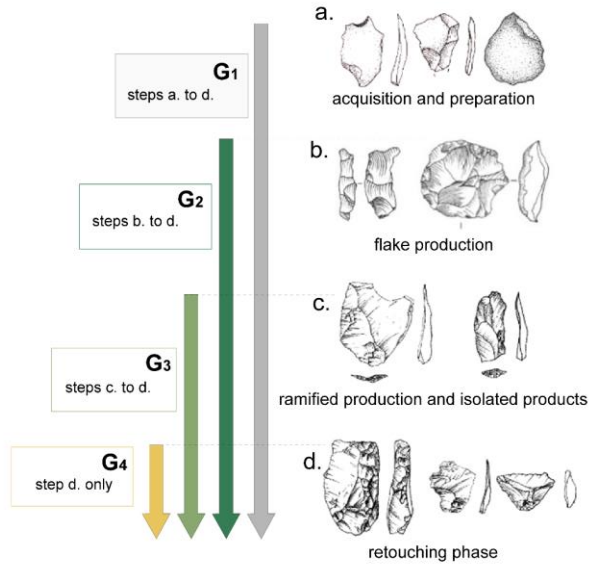 a.
acquisition and preparation
G1
steps a. to d.
b.
flake production
G2
steps b. to d.
c.
ramified production and isolated products
G3
steps c. to d.
d.
retouching phase
G4
step d. only